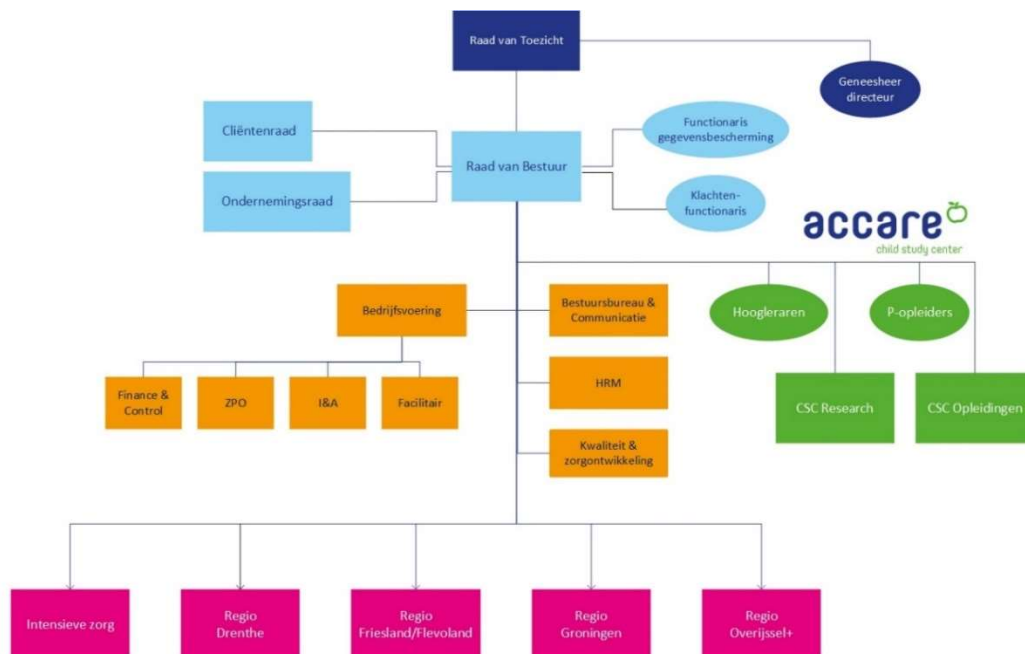 Raad van Toezicht
Geneesheer
directeur
Cliëntenraad
Functionaris
gegevensbescherming
Raad van Bestuur
Ondernemingsraad
Klachten-
functionaris
accare
child study center
Bedrijfsvoering
Bestuursbureau &
Communicatie
Hoogleraren
P-opleiders
Finance &
Control
ZPO
I&A
Facilitair
HRM
CSC Research
CSC Opleidingen
Kwaliteit &
zorgontwikkeling
Intensieve zorg
Regio
Drenthe
Regio
Friesland/Flevoland
Regio
Groningen
Regio
Overijssel+